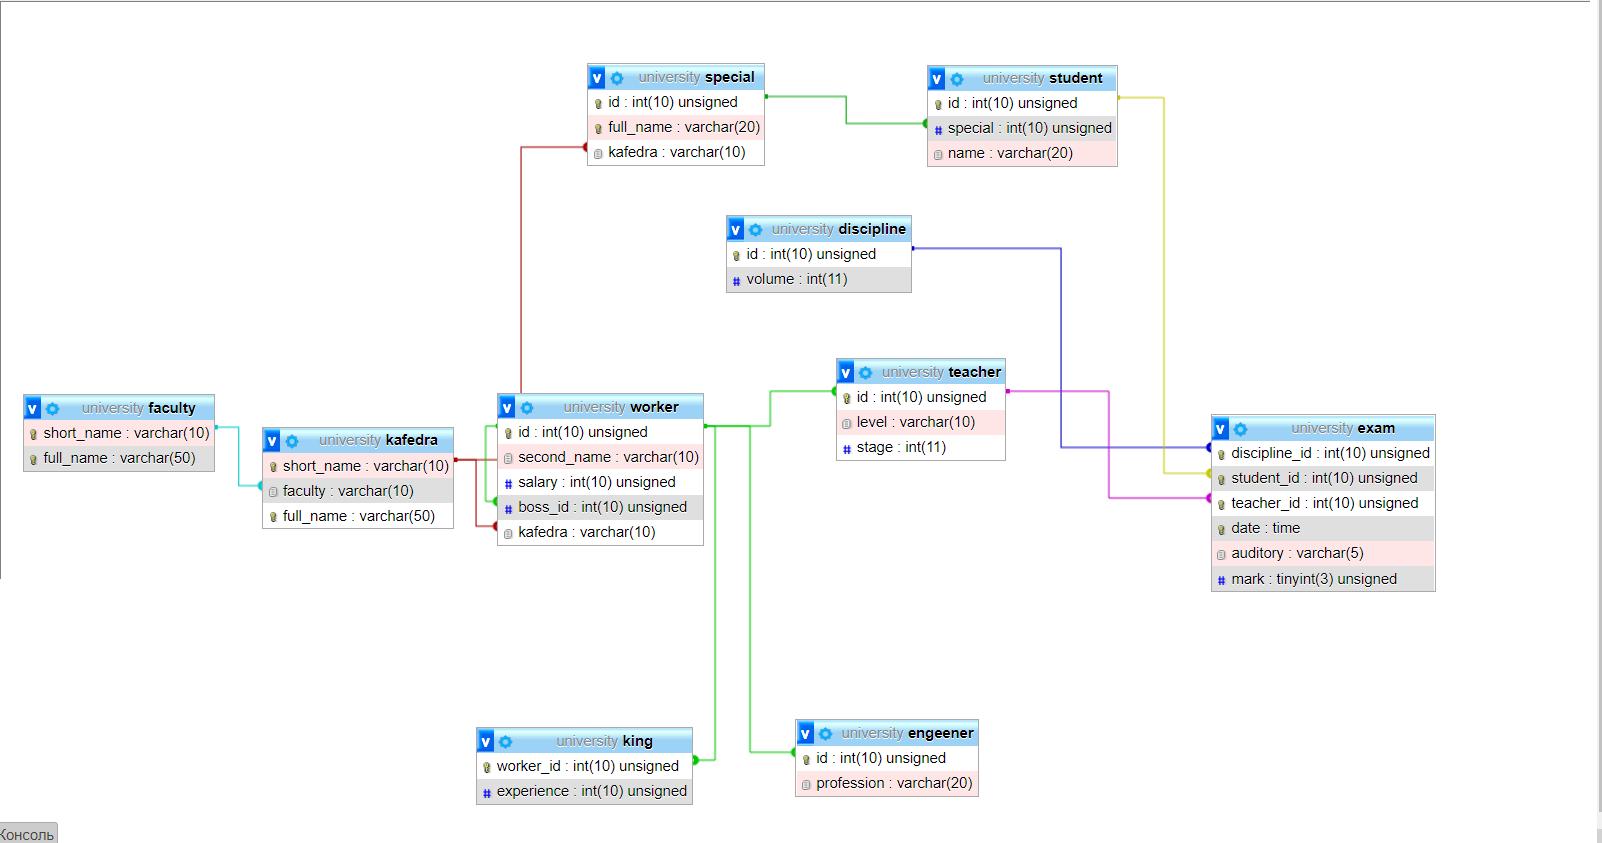 v university special
id : int(10) unsigned
full_name : varchar(20)
kafedra : varchar(10)
v university student
id : int(10) unsigned
# special : int(10) unsigned
name : varchar(20)
v university discipline
id : int(10) unsigned
# volume : int(11)
v university teacher
id : int(10) unsigned
level : varchar(10)
# stage : int(11)
v university faculty
short_name : varchar(10)
full_name : varchar(50)
v university kafedra
short_name : varchar(10)
faculty : varchar(10)
full_name : varchar(50)
v university worker
id : int(10) unsigned
second_name : varchar(10)
# salary : int(10) unsigned
# boss_id : int(10) unsigned
kafedra : varchar(10)
v university exam
discipline_id : int(10) unsigned
student_id : int(10) unsigned
teacher_id : int(10) unsigned
date : time
auditory : varchar(5)
# mark : tinyint(3) unsigned
v university king
worker_id : int(10) unsigned
# experience : int(10) unsigned
v university engeener
id : int(10) unsigned
profession : varchar(20)
Консоль